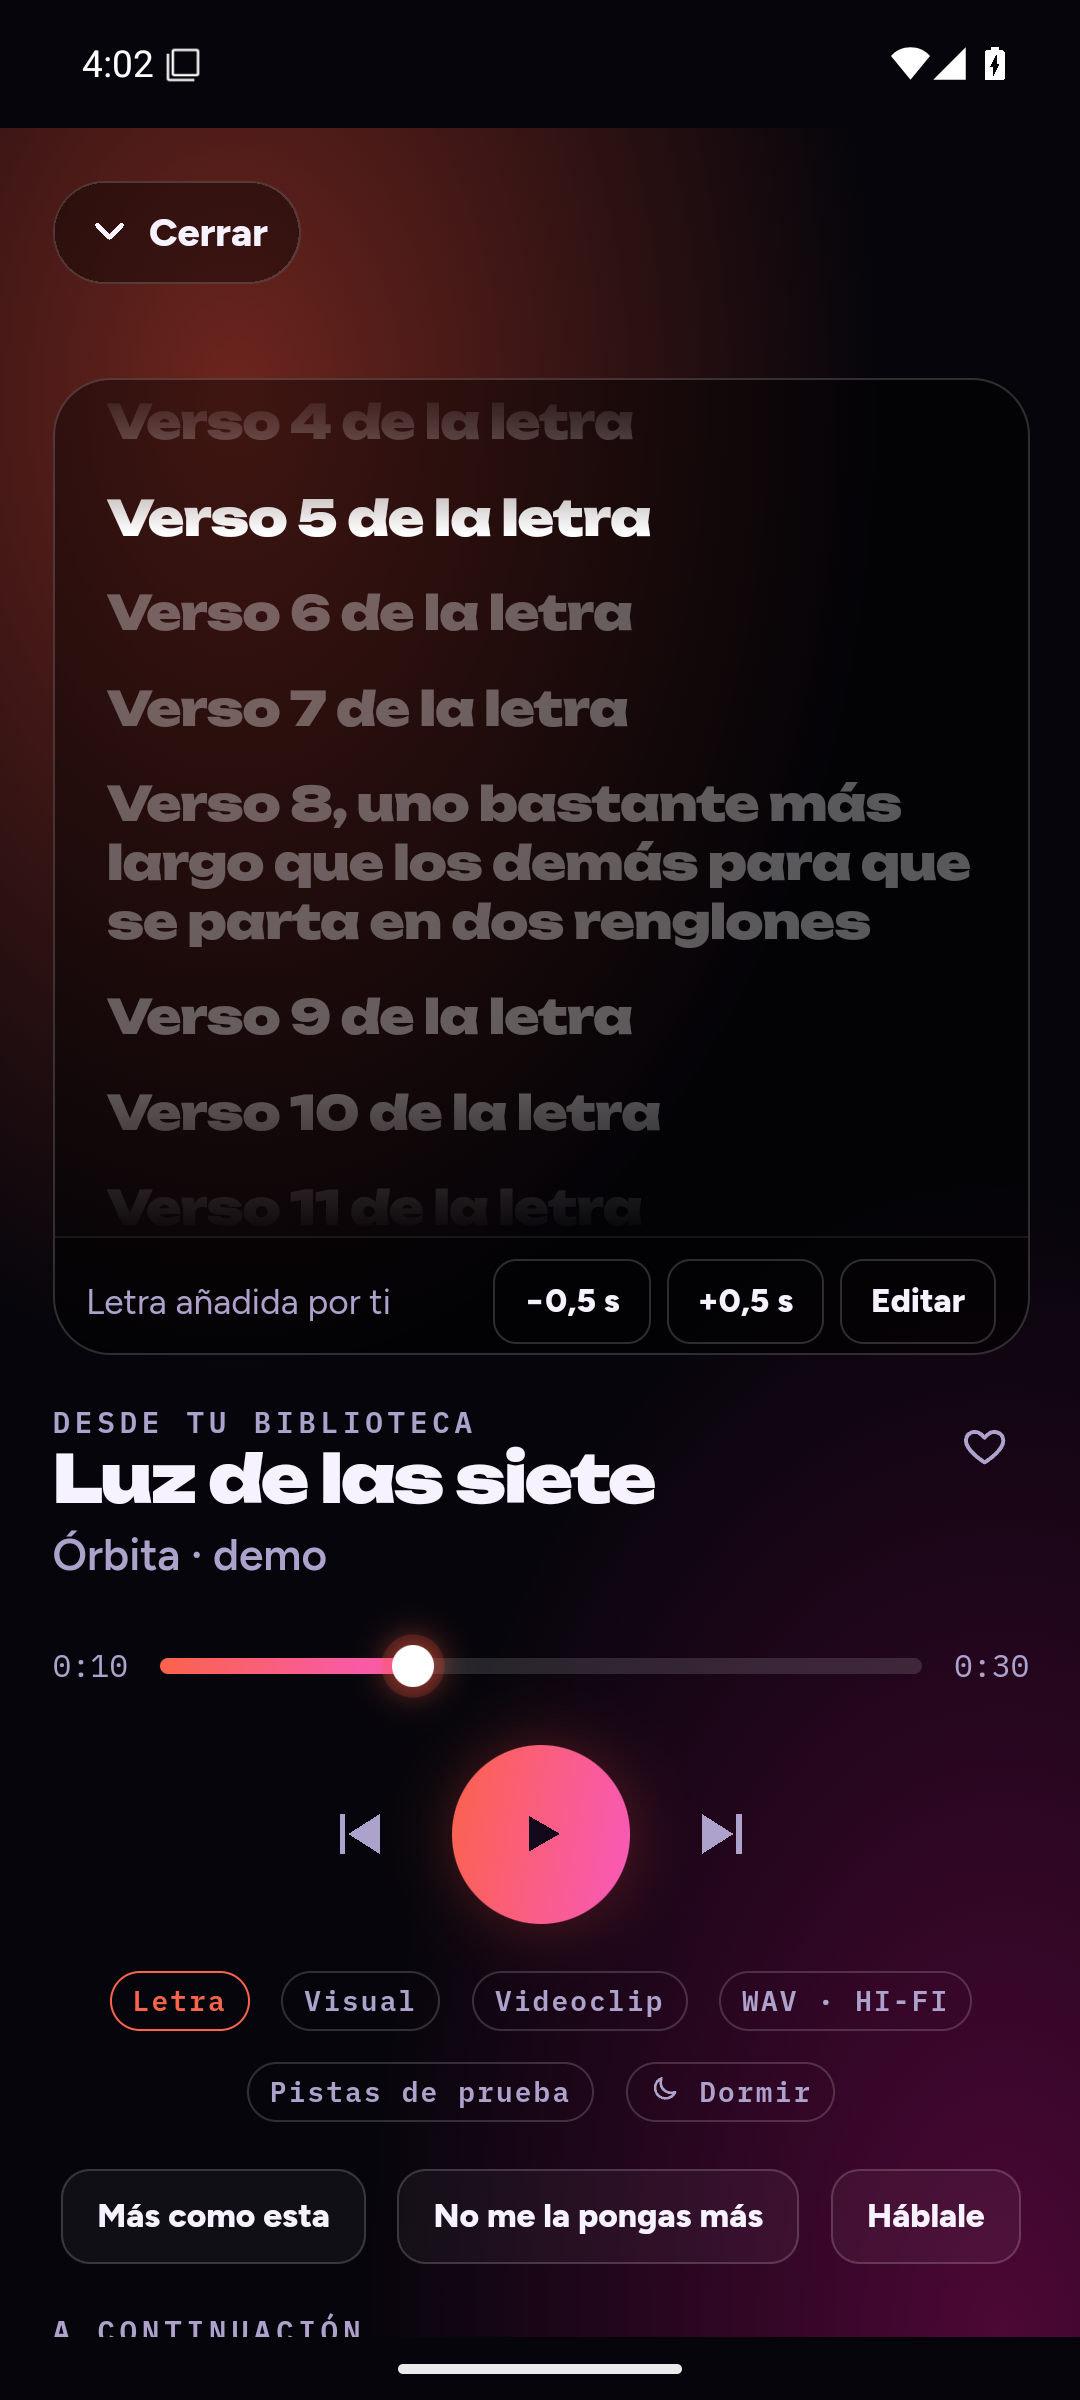 4:02
Cerrar
Verso 4 de la letra
Verso 5 de la letra
Verso 6 de la letra
Verso 7 de la letra
Verso 8, uno bastante más
largo que los demás para que
se parta en dos renglones
Verso 9 de la letra
Verso 10 de la letra
Verso 11 de la letra
Letra añadida por ti
-0,5 s
+0,5 s
Editar
DESDE TU BIBLIOTECA
Luz de las siete
Órbita · demo
0:10
0:30
Letra
Visual
Videoclip
WAV · HI-FI
Pistas de prueba
Dormir
Más como esta
No me la pongas más
Háblale
A CONTINUACIÓN